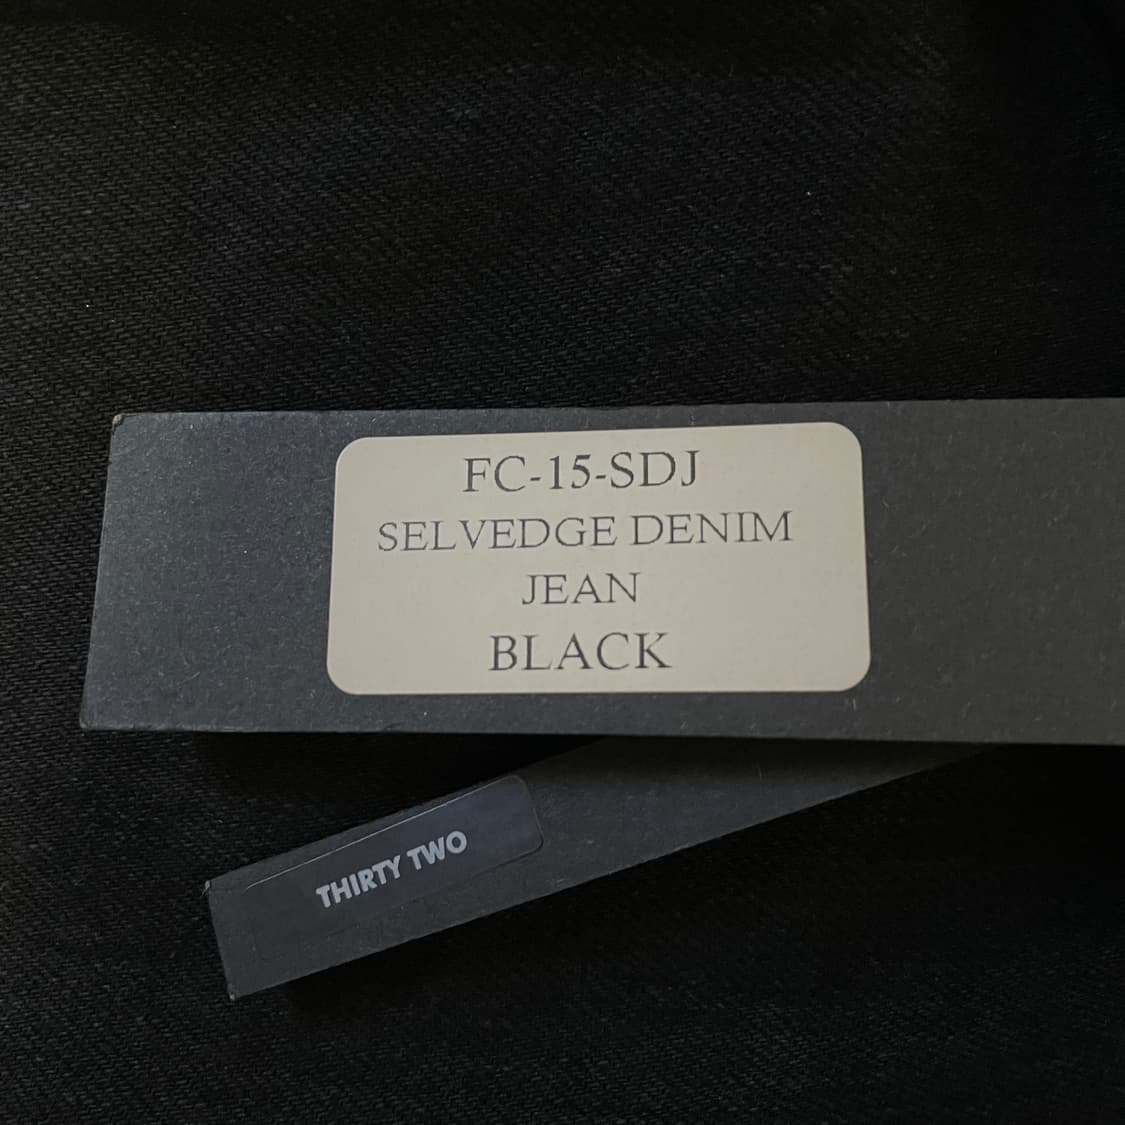 FC-15-SDJ
SELVEDGE DENIM
JEAN
BLACK
THIRTY TWO